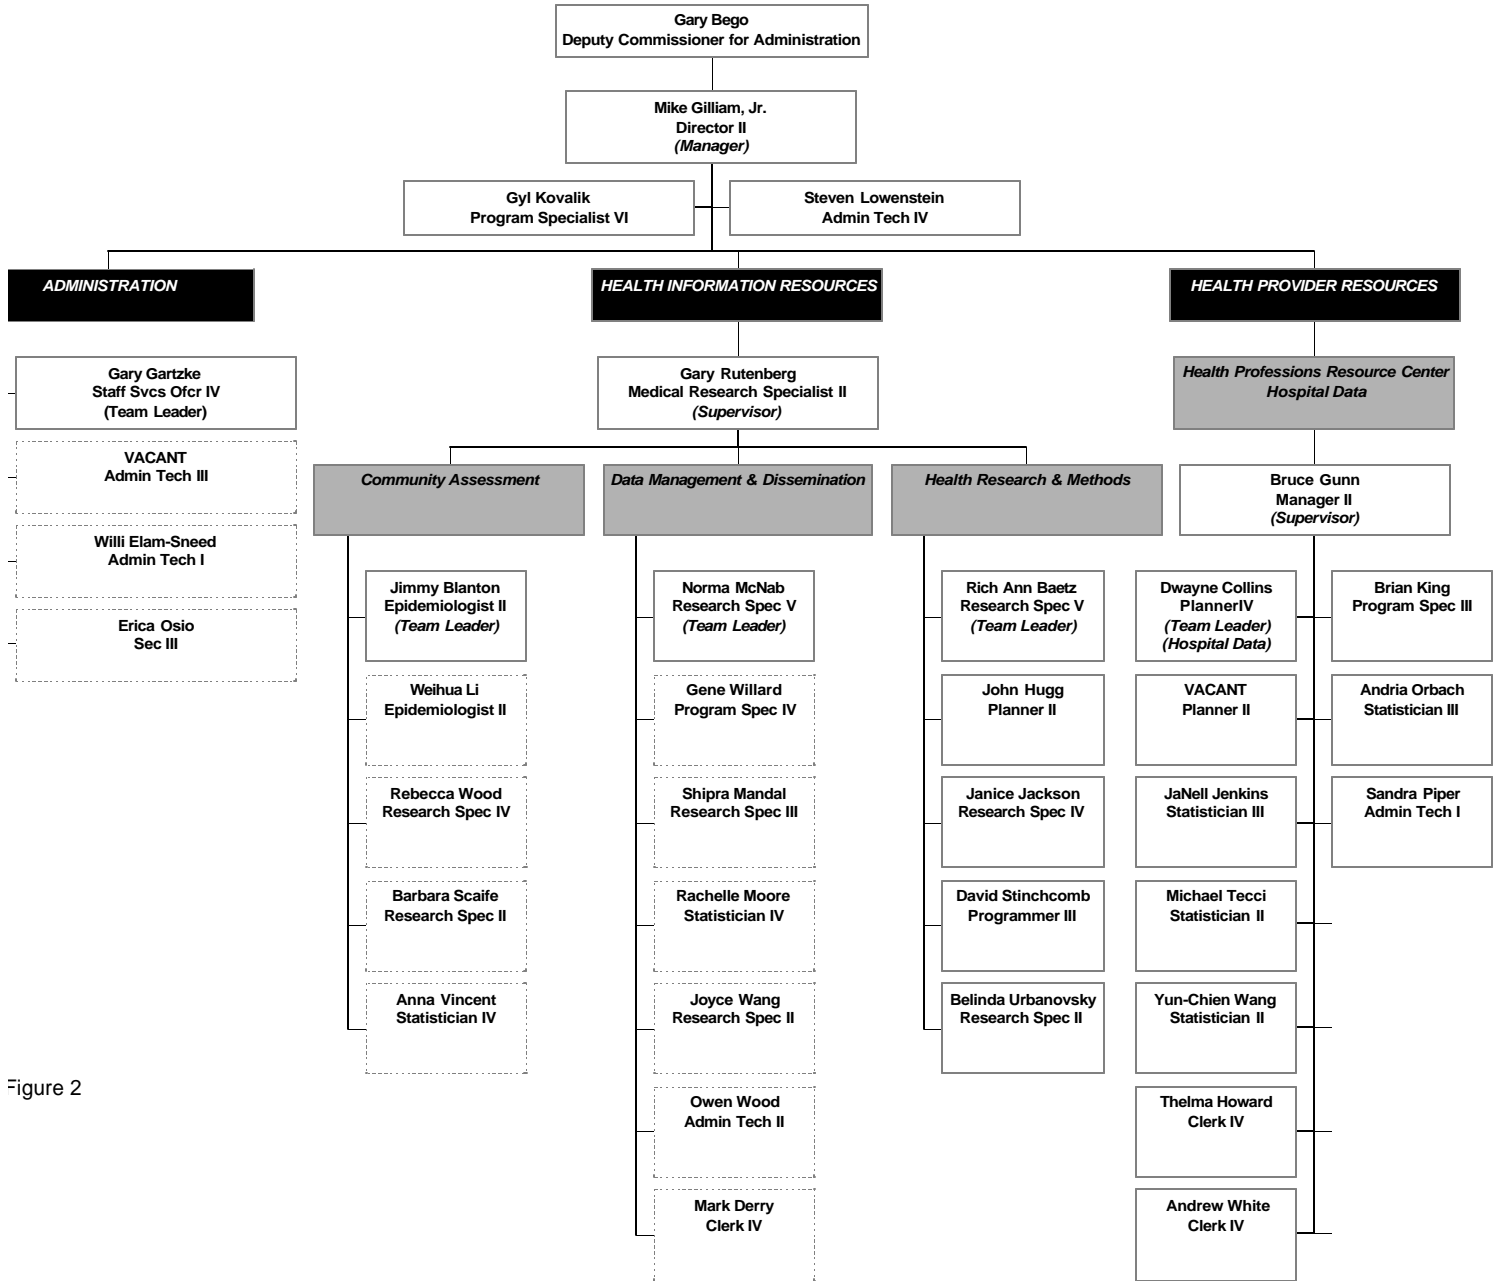 Gary Bego
Deputy Commissioner for Administration
Mike Gilliam, Jr.
Director II
(Manager)
Gyl Kovalik
Program Specialist VI
Steven Lowenstein
Admin Tech IV
ADMINISTRATION
HEALTH INFORMATION RESOURCES
HEALTH PROVIDER RESOURCES
Gary Gartzke
Staff Svcs Ofcr IV
(Team Leader)
VACANT
Admin Tech III
Willi Elam-Sneed
Admin Tech I
Erica Osio
Sec III
Gary Rutenberg
Medical Research Specialist II
(Supervisor)
Community Assessment
Jimmy Blanton
Epidemiologist II
(Team Leader)
Weihua Li
Epidemiologist II
Rebecca Wood
Research Spec IV
Barbara Scaife
Research Spec II
Anna Vincent
Statistician IV
Data Management & Dissemination
Norma McNab
Research Spec V
(Team Leader)
Gene Willard
Program Spec IV
Shipra Mandal
Research Spec III
Rachelle Moore
Statistician IV
Joyce Wang
Research Spec II
Owen Wood
Admin Tech II
Mark Derry
Clerk IV
Health Research & Methods
Rich Ann Baetz
Research Spec V
(Team Leader)
John Hugg
Planner II
Janice Jackson
Research Spec IV
David Stinchcomb
Programmer III
Belinda Urbanovsky
Research Spec II
Health Professions Resource Center
Hospital Data
Bruce Gunn
Manager II
(Supervisor)
Dwayne Collins
PlannerIV
(Team Leader)
(Hospital Data)
VACANT
Planner II
JaNell Jenkins
Statistician III
Michael Tecci
Statistician II
Yun-Chien Wang
Statistician II
Thelma Howard
Clerk IV
Andrew White
Clerk IV
Brian King
Program Spec III
Andria Orbach
Statistician III
Sandra Piper
Admin Tech I
Figure 2